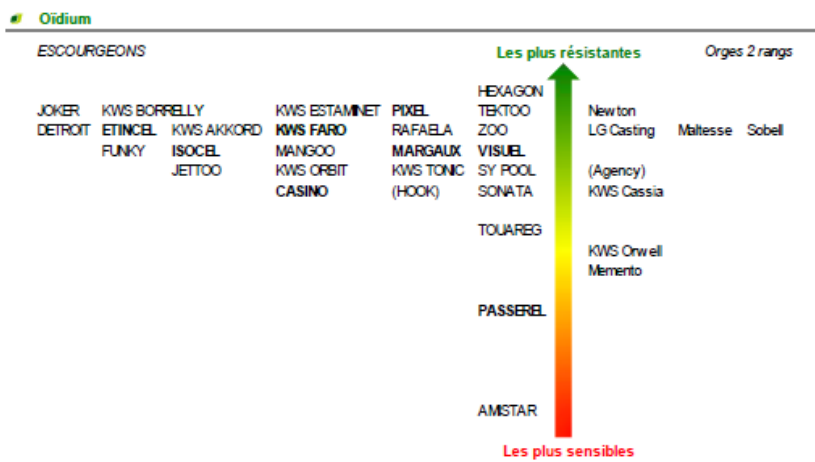 Oïdium
ESCOURGEONS Les plus résistantes Orges 2 rangs
HEXAGON
JOKER KWS BORRELLY KWS ESTAMINET PIXEL TEKTOO Newton
DETROIT ETINCEL KWS AKKORD KWS FARO RAFAELA ZOO LG Casting Maltesse Sobell
FUNKY ISOCEL MANGOO MARGAUX VISUEL
JETTOO KWS ORBIT KWS TONIC SY POOL (Agency)
CASINO (HOOK) SONATA KWS Cassia
TOUAREG
KWS Orwell
Memento
PASSEREL
AMISTAR
Les plus sensibles